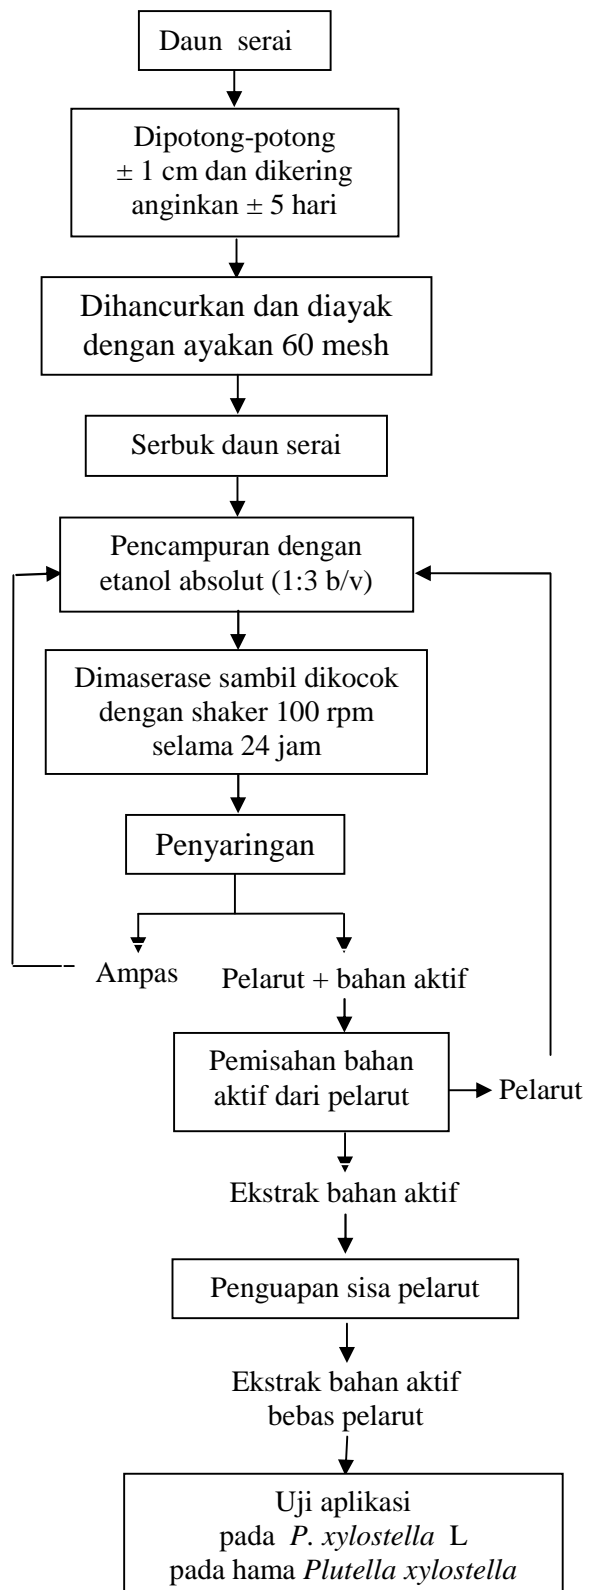 Daun serai
Dipotong-potong
± 1 cm dan dikering
anginkan ± 5 hari
Dihancurkan dan diayak
dengan ayakan 60 mesh
Serbuk daun serai
Pencampuran dengan
etanol absolut (1:3 b/v)
Dimaserase sambil dikocok
dengan shaker 100 rpm
selama 24 jam
Penyaringan
Ampas
Pelarut + bahan aktif
Pemisahan bahan
aktif dari pelarut
Pelarut
Ekstrak bahan aktif
Penguapan sisa pelarut
Ekstrak bahan aktif
bebas pelarut
Uji aplikasi
pada P. xylostella L
pada hama Plutella xylostella